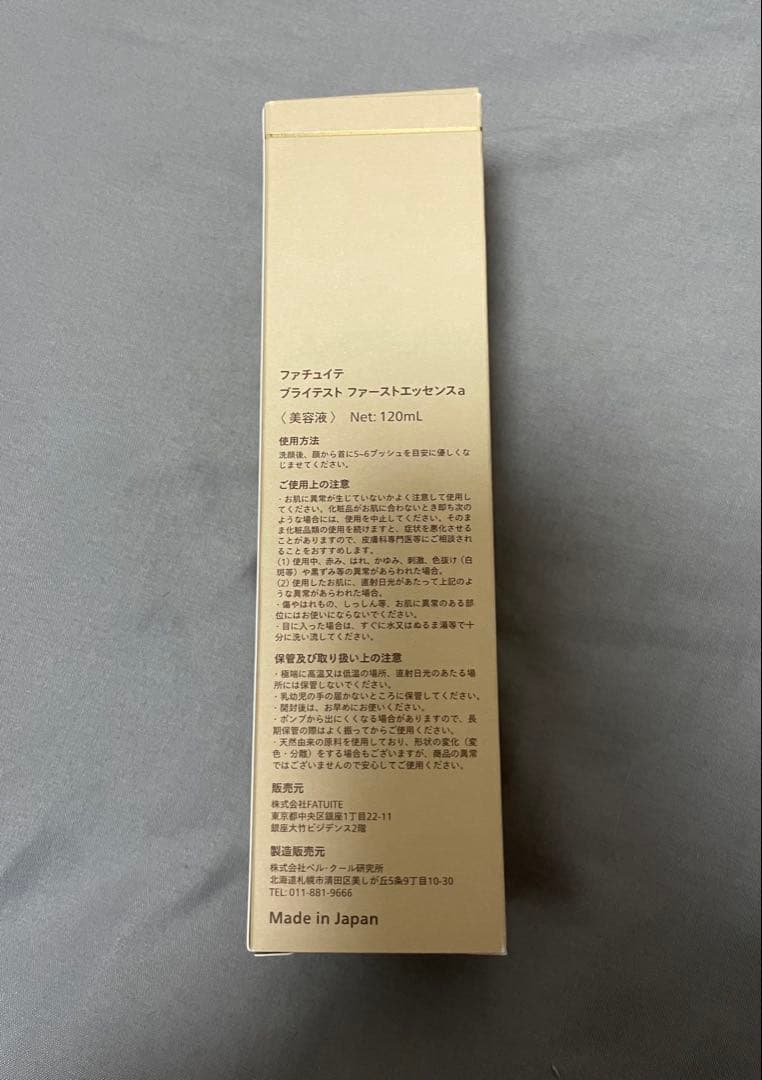 ファチュイテ
ブライテスト ファーストエッセンスa
〈美容液〉 Net: 120mL
使用方法
洗顔後、顔から首に5~6プッシュを目安に優しくな
じませてください。
ご使用上の注意
・お肌に異常が生じていないかよく注意して使用し
てください。化粧品がお肌に合わないとき即ち次の
ような場合には、使用を中止してください。そのまま
ま化粧品類の使用を続けますと、症状を悪化させる
ことがありますので、皮膚科専門医等にご相談され
ることをおすすめします。
(1) 使用中、赤み、はれ、かゆみ、刺激、色抜け（白
斑等）や黒ずみ等の異常があらわれた場合。
(2) 使用したお肌に、直射日光があたって上記のよ
うな異常があらわれた場合。
・傷やはれもの、しっしん等、お肌に異常のある部
位にはお使いにならないでください。
・目に入った場合は、すぐに水又はぬるま湯等で十
分に洗い流してください。
保管及び取り扱い上の注意
・極端に高温又は低温の場所、直射日光のあたる場
所には保管しないでください。
・乳幼児の手の届かないところに保管してください。
・開封後は、お早めにお使いください。
・ポンプから出にくくなる場合がありますので、長
期保管の際はよく振ってからご使用ください。
・天然由来の原料を使用しており、形状の変化（変
色・分離）をする場合もございますが、商品の異常
ではございませんので安心してご使用ください。
販売元
株式会社FATUITE
東京都中央区銀座1丁目22-11
銀座大竹ビジデンス2階
製造販売元
株式会社ベル・クール研究所
北海道札幌市清田区美しが丘5条9丁目10-30
TEL: 011-881-9666
Made in Japan